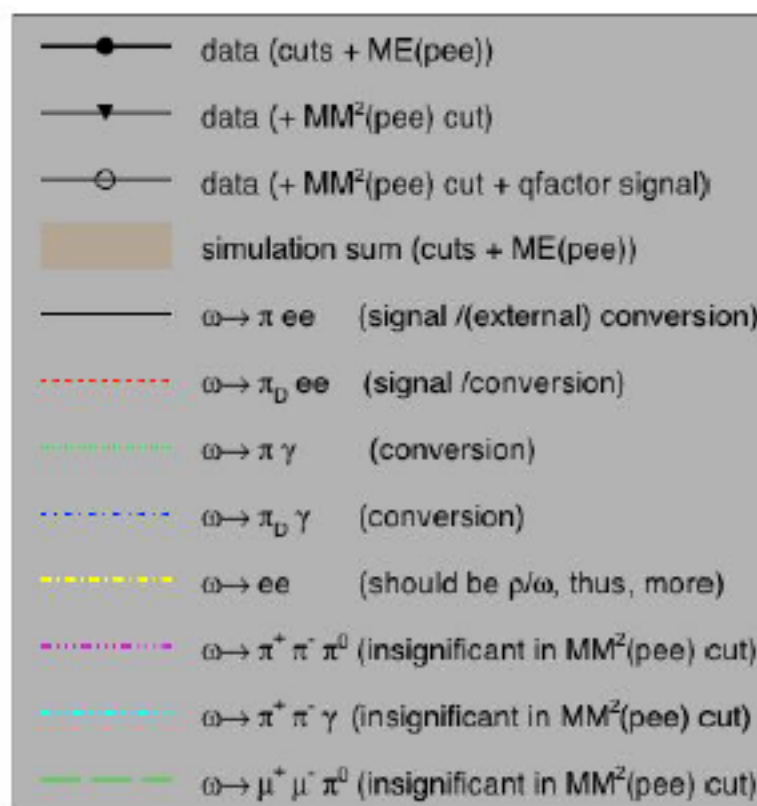 data (cuts + ME(pee))
data (+ MM²(pee) cut)
data (+ MM²(pee) cut + qfactor signal)
simulation sum (cuts + ME(pee))
ω→ π ee (signal /(external) conversion)
ω→ π_D ee (signal /conversion)
ω→ π γ (conversion)
ω→ π_D γ (conversion)
ω→ ee (should be ρ/ω, thus, more)
ω→ π⁺ π⁻ π⁰ (insignificant in MM²(pee) cut)
ω→ π⁺ π⁻ γ (insignificant in MM²(pee) cut)
ω→ μ⁺ μ⁻ π⁰ (insignificant in MM²(pee) cut)